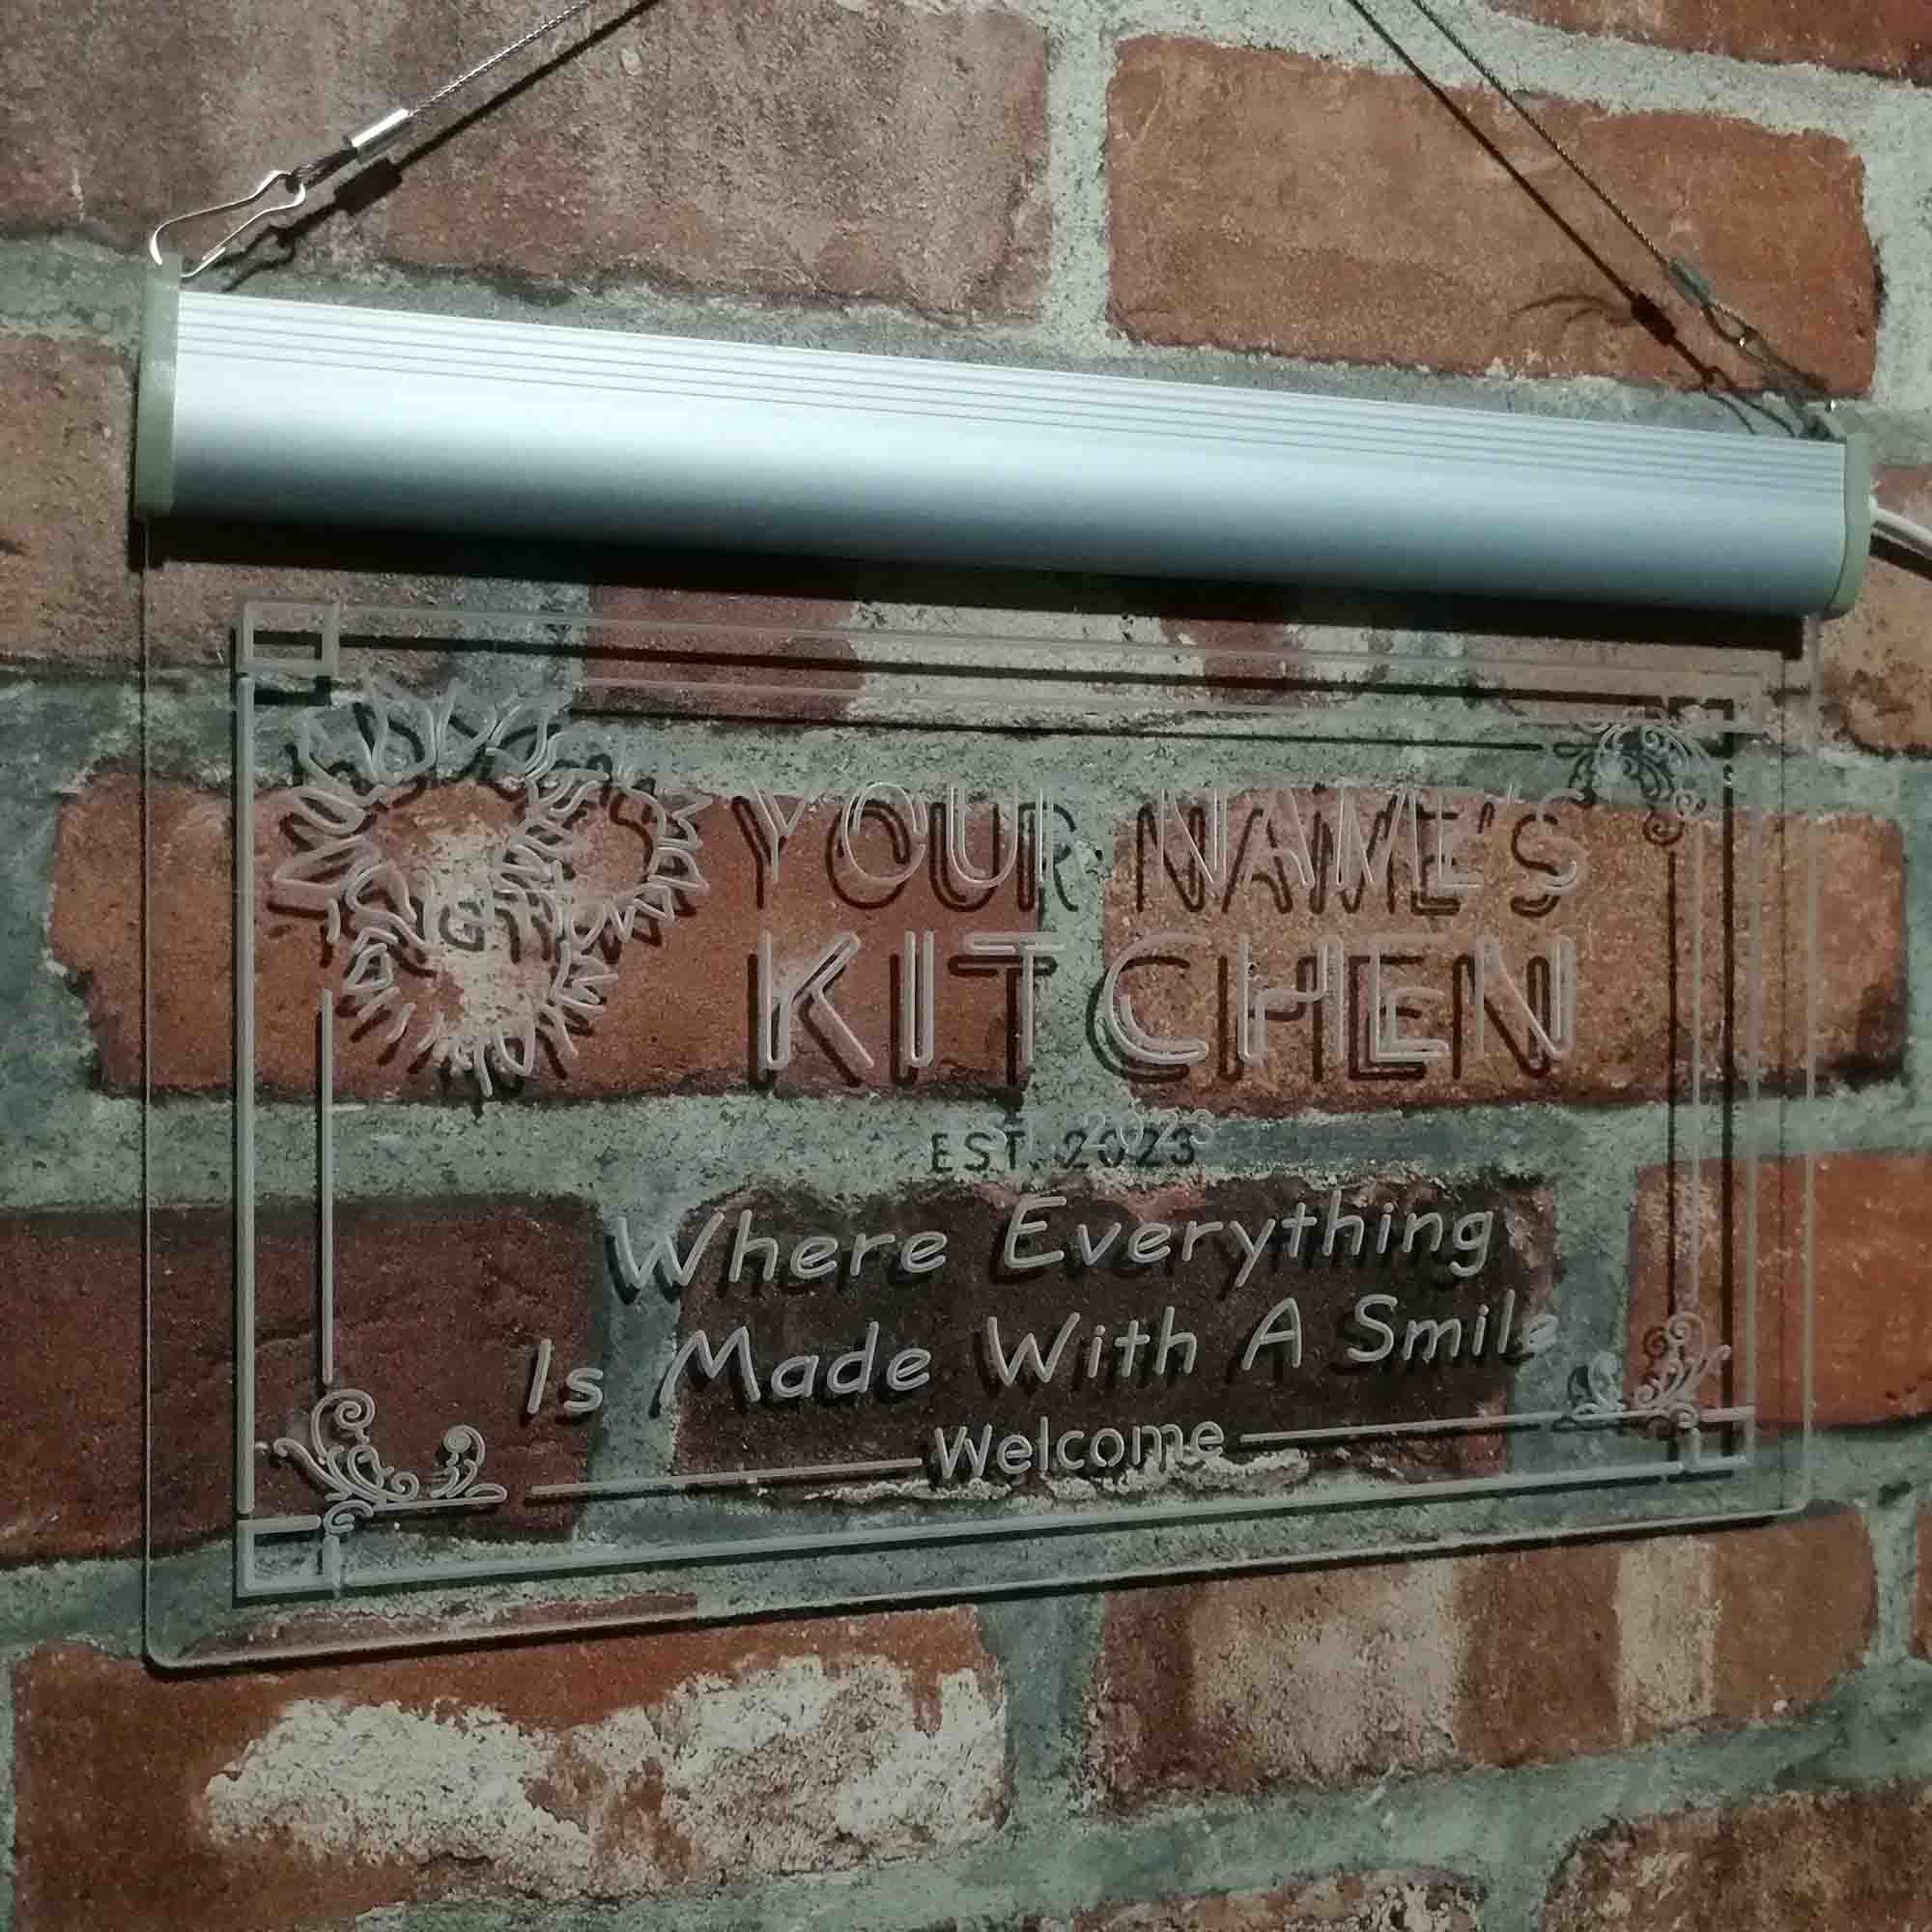 YOUR NAME'S
KITCHEN
EST. 2023
Where Everything
Is Made With A Smile
Welcome